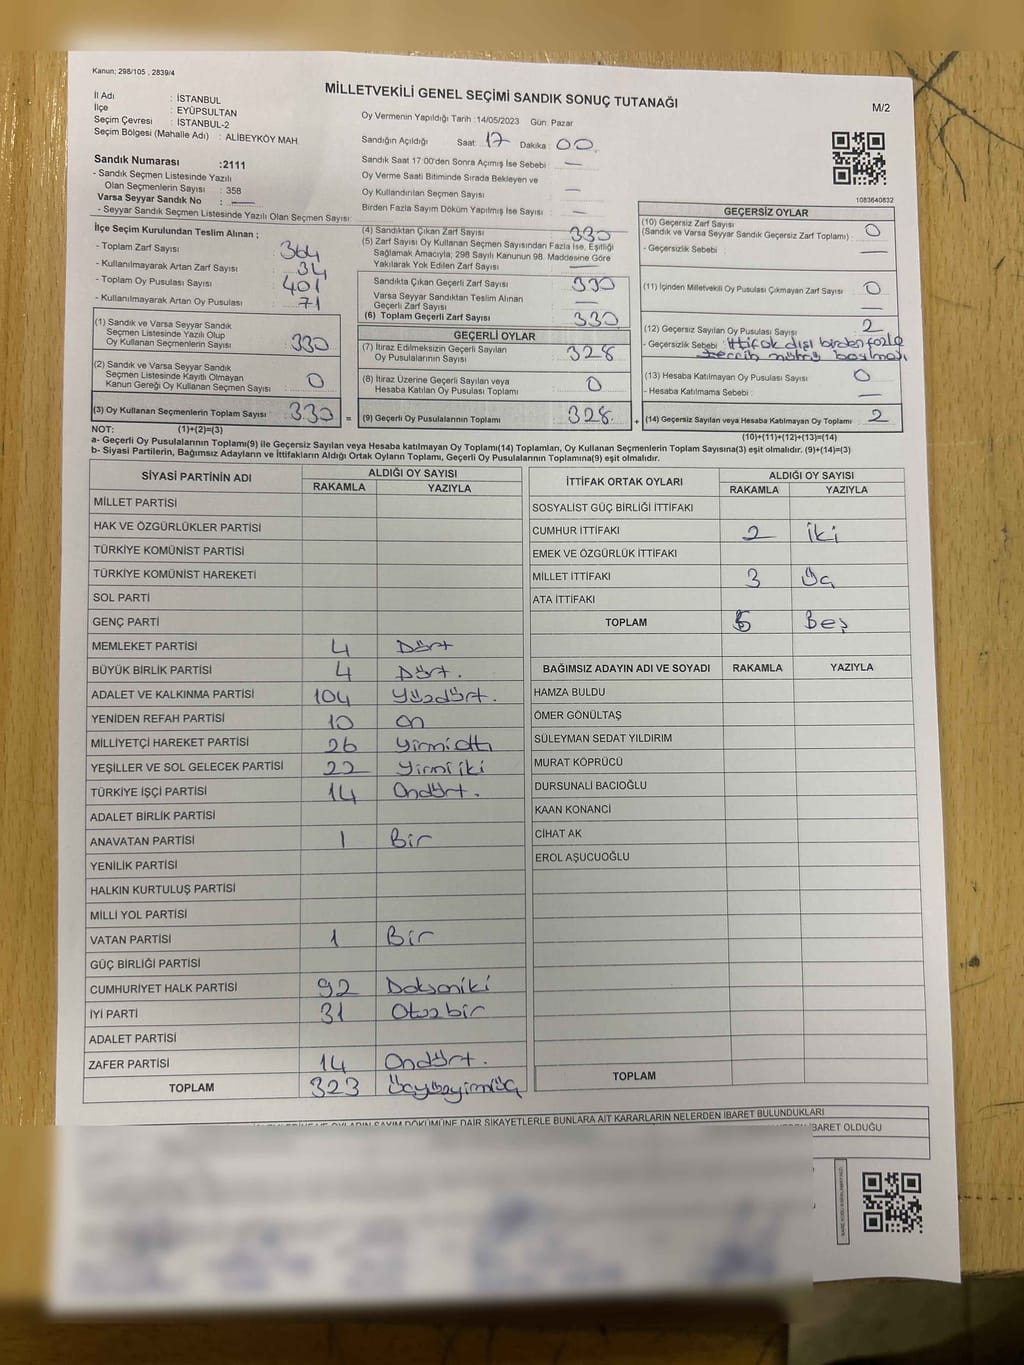 Kanun; 298/105 , 2839/4
MİLLETVEKİLİ GENEL SEÇİMİ SANDIK SONUÇ TUTANAĞI
M/2
İl Adı : İSTANBUL
İlçe : EYÜPSULTAN
Seçim Çevresi : İSTANBUL-2
Seçim Bölgesi (Mahalle Adı) : ALİBEYKÖY MAH
Sandık Numarası :2111
- Sandık Seçmen Listesinde Yazılı
Olan Seçmenlerin Sayısı : 358
Varsa Seyyar Sandık No : —
- Seyyar Sandık Seçmen Listesinde Yazılı Olan Seçmen Sayısı:
Oy Vermenin Yapıldığı Tarih :14/05/2023 Gün: Pazar
Sandığın Açıldığı Saat: 17 Dakika: 00
Sandık Saat 17:00'den Sonra Açımış İse Sebebi : —
Oy Verme Saati Bitiminde Sırada Bekleyen ve
Oy Kullandırılan Seçmen Sayısı : —
Birden Fazla Sayım Döküm Yapılmış İse Sayısı : —
1083640832
İlçe Seçim Kurulundan Teslim Alınan ;
- Toplam Zarf Sayısı : 364
- Kullanılmayarak Artan Zarf Sayısı : 34
- Toplam Oy Pusulası Sayısı : 401
- Kullanılmayarak Artan Oy Pusulası : 71
(1) Sandık ve Varsa Seyyar Sandık
Seçmen Listesinde Yazılı Olup
Oy Kullanan Seçmenlerin Sayısı : 330
(2) Sandık ve Varsa Seyyar Sandık
Seçmen Listesinde Kayıtlı Olmayan
Kanun Gereği Oy Kullanan Seçmen Sayısı : 0
(3) Oy Kullanan Seçmenlerin Toplam Sayısı : 330
(4) Sandıktan Çıkan Zarf Sayısı : 330
(5) Zarf Sayısı Oy Kullanan Seçmen Sayısından Fazla İse, Eşitliği
Sağlamak Amacıyla; 298 Sayılı Kanunun 98. Maddesine Göre
Yakılarak Yok Edilen Zarf Sayısı : —
Sandıkta Çıkan Geçerli Zarf Sayısı : 330
Varsa Seyyar Sandıktan Teslim Alınan
Geçerli Zarf Sayısı : —
(6) Toplam Geçerli Zarf Sayısı : 330
GEÇERLİ OYLAR
(7) İtiraz Edilmeksizin Geçerli Sayılan
Oy Pusulalarının Sayısı : 328
(8) İtiraz Üzerine Geçerli Sayılan veya
Hesaba Katılan Oy Pusulası Toplamı : 0
= (9) Geçerli Oy Pusulalarının Toplamı : 328
GEÇERSİZ OYLAR
(10) Geçersiz Zarf Sayısı
(Sandık ve Varsa Seyyar Sandık Geçersiz Zarf Toplamı) : 0
- Geçersizlik Sebebi : —
(11) İçinden Milletvekili Oy Pusulası Çıkmayan Zarf Sayısı : 0
—
(12) Geçersiz Sayılan Oy Pusulası Sayısı : 2
- Geçersizlik Sebebi : İttifak dışı birden fazla
tercih mührü basılması
(13) Hesaba Katılmayan Oy Pusulası Sayısı : 0
- Hesaba Katılmama Sebebi : —
+ (14) Geçersiz Sayılan veya Hesaba Katılmayan Oy Toplamı : 2
NOT: (1)+(2)=(3)
(10)+(11)+(12)+(13)=(14)
a- Geçerli Oy Pusulalarının Toplamı(9) ile Geçersiz Sayılan veya Hesaba katılmayan Oy Toplamı(14) Toplamları, Oy Kullanan Seçmenlerin Toplam Sayısına(3) eşit olmalıdır. (9)+(14)=(3)
b- Siyasi Partilerin, Bağımsız Adayların ve İttifakların Aldığı Ortak Oyların Toplamı, Geçerli Oy Pusulalarının Toplamına(9) eşit olmalıdır.
SİYASİ PARTİNİN ADI ALDIĞI OY SAYISI
RAKAMLA YAZIYLA
MİLLET PARTİSİ
HAK VE ÖZGÜRLÜKLER PARTİSİ
TÜRKİYE KOMÜNİST PARTİSİ
TÜRKİYE KOMÜNİST HAREKETİ
SOL PARTİ
GENÇ PARTİ
MEMLEKET PARTİSİ 4 Dört
BÜYÜK BİRLİK PARTİSİ 4 Dört.
ADALET VE KALKINMA PARTİSİ 104 Yüzdört.
YENİDEN REFAH PARTİSİ 10 on
MİLLİYETÇİ HAREKET PARTİSİ 26 Yirmialtı
YEŞİLLER VE SOL GELECEK PARTİSİ 22 Yirmiiki
TÜRKİYE İŞÇİ PARTİSİ 14 Ondört.
ADALET BİRLİK PARTİSİ
ANAVATAN PARTİSİ 1 Bir
YENİLİK PARTİSİ
HALKIN KURTULUŞ PARTİSİ
MİLLİ YOL PARTİSİ
VATAN PARTİSİ 1 Bir
GÜÇ BİRLİĞİ PARTİSİ
CUMHURİYET HALK PARTİSİ 92 Doksaniki
İYİ PARTİ 31 Otuzbir
ADALET PARTİSİ
ZAFER PARTİSİ 14 Ondört.
TOPLAM 323 Üçyüzyirmiüç
İTTİFAK ORTAK OYLARI ALDIĞI OY SAYISI
RAKAMLA YAZIYLA
SOSYALİST GÜÇ BİRLİĞİ İTTİFAKI
CUMHUR İTTİFAKI 2 İki
EMEK VE ÖZGÜRLÜK İTTİFAKI
MİLLET İTTİFAKI 3 Üç
ATA İTTİFAKI
TOPLAM 5 Beş
BAĞIMSIZ ADAYIN ADI VE SOYADI RAKAMLA YAZIYLA
HAMZA BULDU
ÖMER GÖNÜLTAŞ
SÜLEYMAN SEDAT YILDIRIM
MURAT KÖPRÜCÜ
DURSUNALİ BACIOĞLU
KAAN KONANCİ
CİHAT AK
EROL AŞUCUOĞLU
TOPLAM
DÖKÜMÜNE DAİR ŞİKAYETLERLE BUNLARA AİT KARARLARIN NELERDEN İBARET BULUNDUKLARI
İBARET OLDUĞU